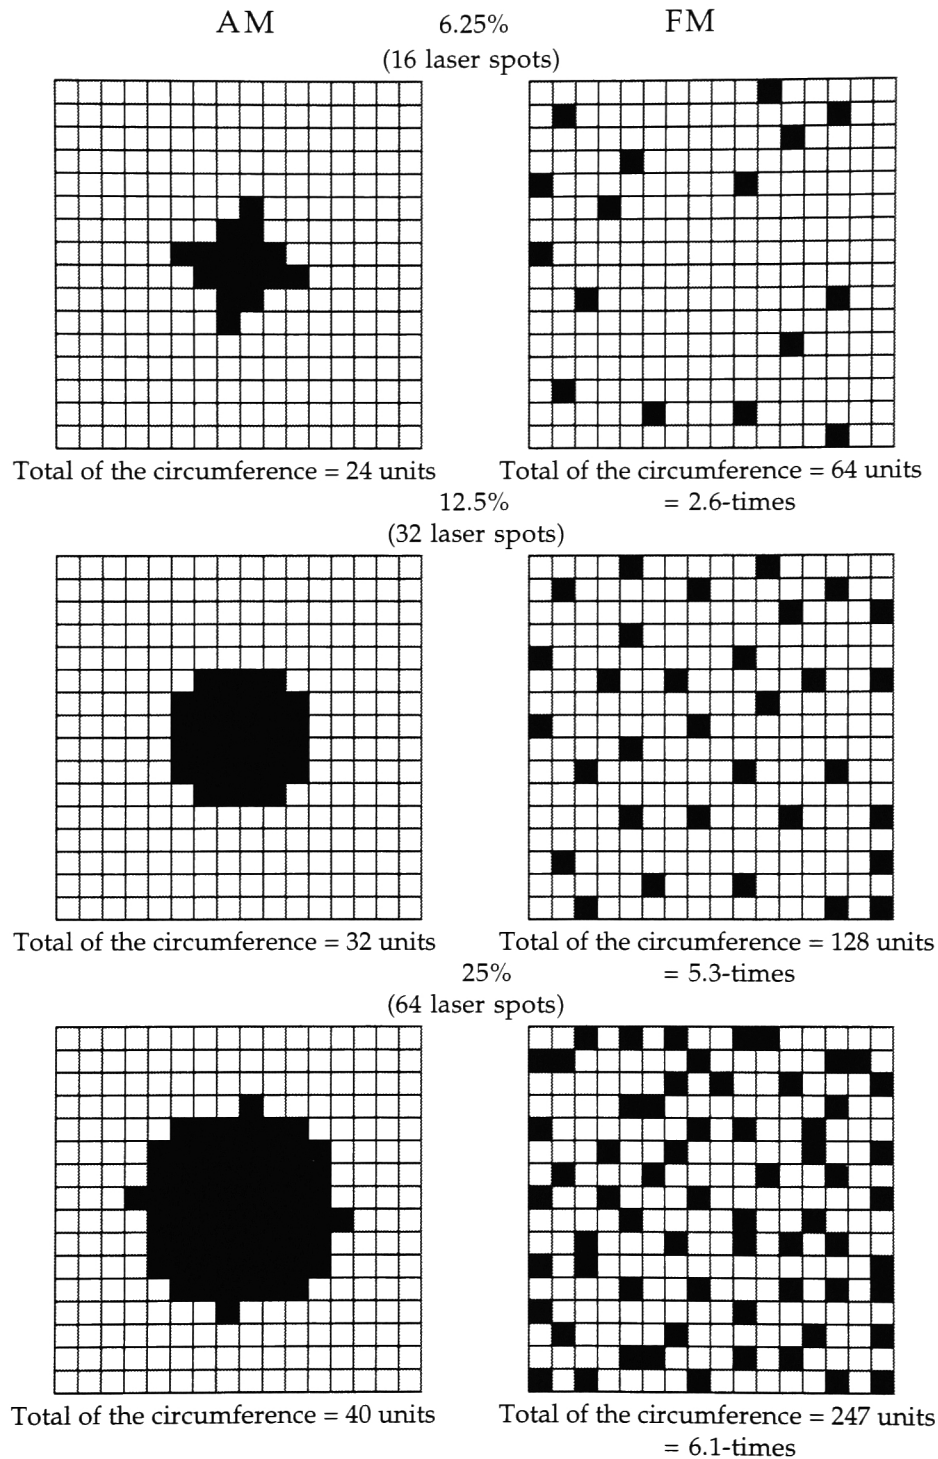 AM 6.25% FM
(16 laser spots)
Total of the circumference = 24 units
Total of the circumference = 64 units
= 2.6-times
12.5%
(32 laser spots)
Total of the circumference = 32 units
Total of the circumference = 128 units
= 5.3-times
25%
(64 laser spots)
Total of the circumference = 40 units
Total of the circumference = 247 units
= 6.1-times